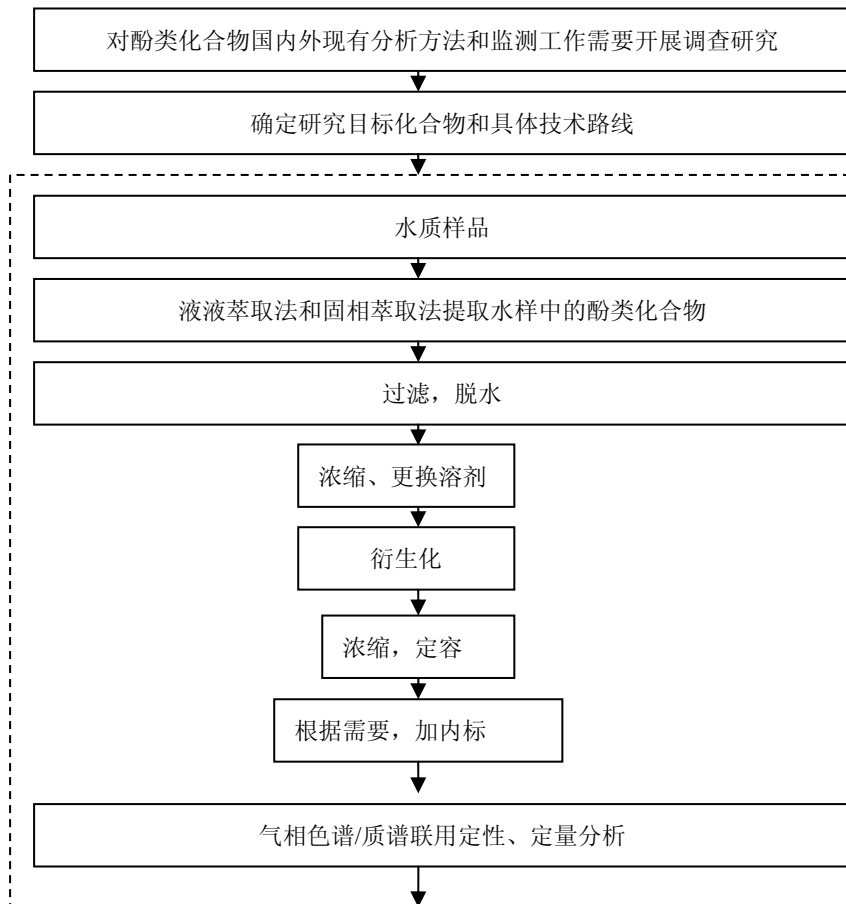 对酚类化合物国内外现有分析方法和监测工作需要开展调查研究
确定研究目标化合物和具体技术路线
水质样品
液液萃取法和固相萃取法提取水样中的酚类化合物
过滤，脱水
浓缩、更换溶剂
衍生化
浓缩，定容
根据需要，加内标
气相色谱/质谱联用定性、定量分析